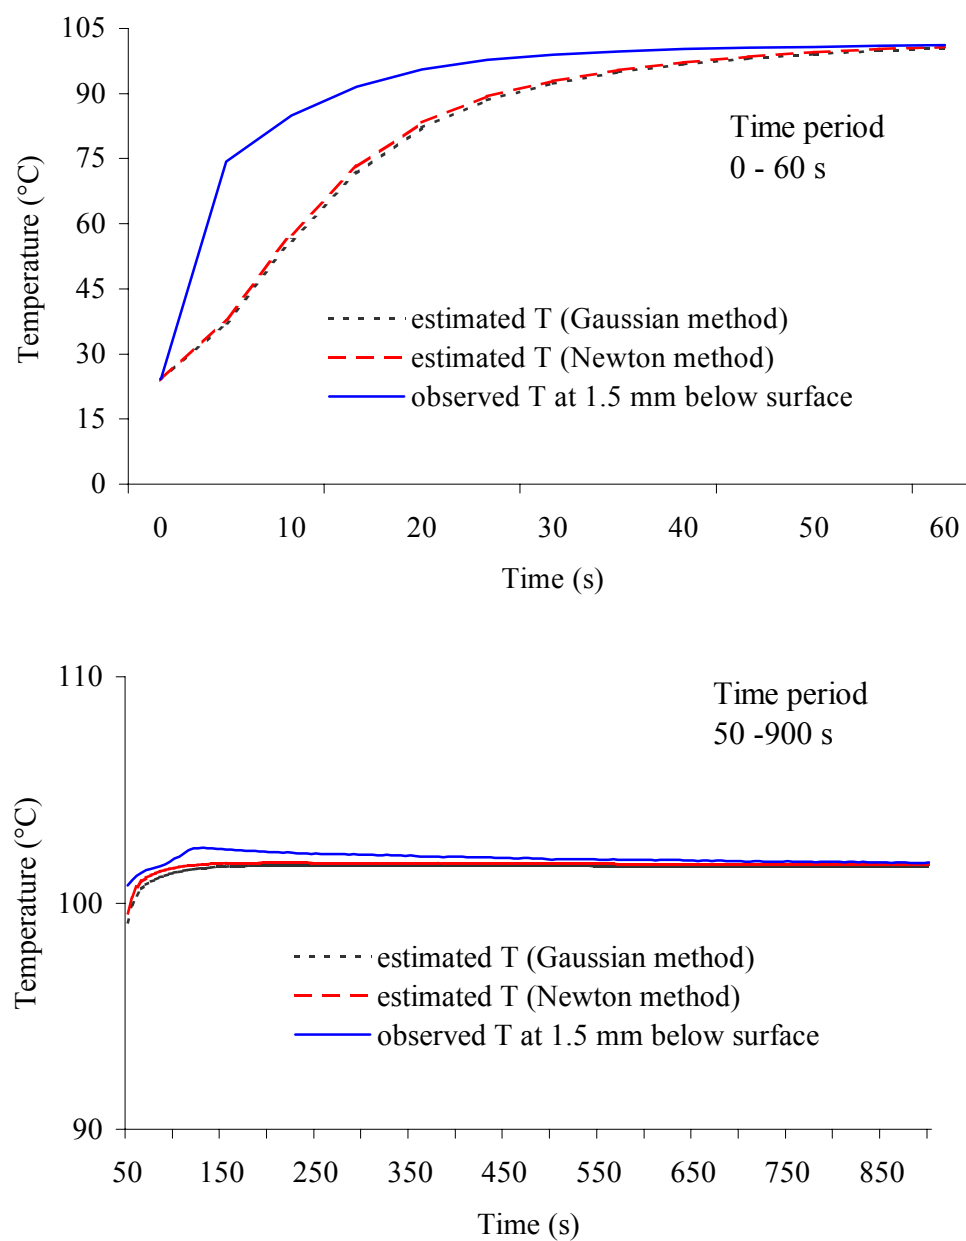 105
90
75
60
45
30
15
0
Temperature (°C)
Time period
0 - 60 s
estimated T (Gaussian method)
estimated T (Newton method)
observed T at 1.5 mm below surface
0 10 20 30 40 50 60
Time (s)
110
100
90
Temperature (°C)
Time period
50 -900 s
estimated T (Gaussian method)
estimated T (Newton method)
observed T at 1.5 mm below surface
50 150 250 350 450 550 650 750 850
Time (s)